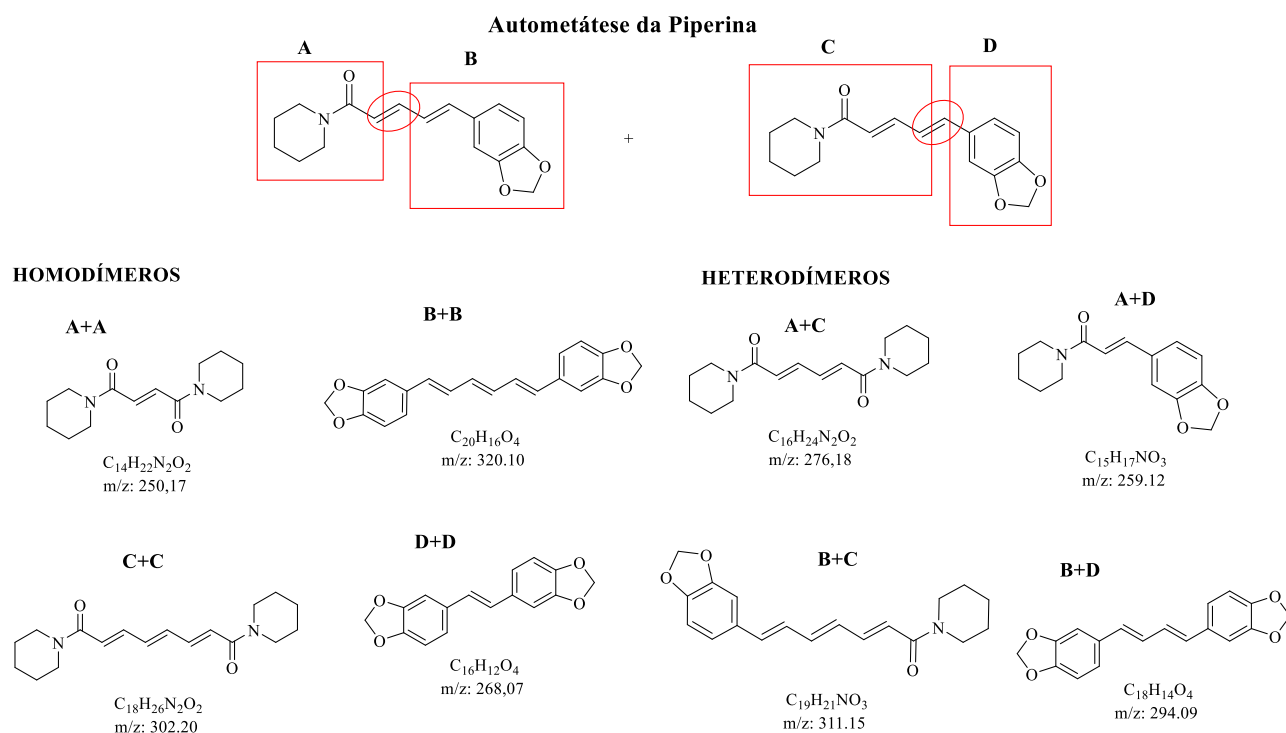 Autometátese da Piperina
A
B
C
D
O
N
O
O
+
O
N
O
O
HOMODÍMEROS
HETERODÍMEROS
A+A
O
N
N
O
C14H22N2O2
m/z: 250,17
B+B
O
O
O
O
C20H16O4
m/z: 320.10
A+C
O
N
N
O
C16H24N2O2
m/z: 276,18
A+D
O
N
O
O
C15H17NO3
m/z: 259.12
C+C
O
N
N
O
C18H26N2O2
m/z: 302.20
D+D
O
O
O
O
C16H12O4
m/z: 268,07
B+C
O
O
N
O
C19H21NO3
m/z: 311.15
B+D
O
O
O
O
C18H14O4
m/z: 294.09